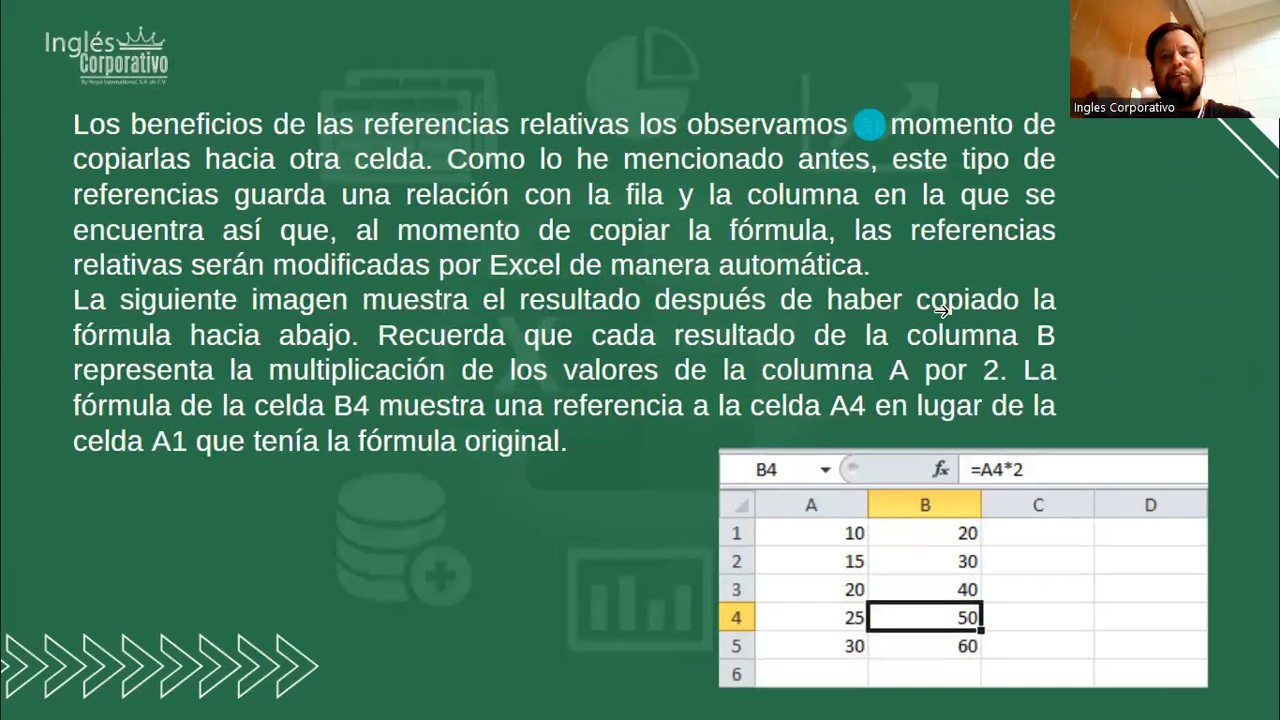 Inglés
Corporativo
By Regal International, S.A. de C.V.
Ingles Corporativo
Los beneficios de las referencias relativas los observamos al momento de
copiarlas hacia otra celda. Como lo he mencionado antes, este tipo de
referencias guarda una relación con la fila y la columna en la que se
encuentra así que, al momento de copiar la fórmula, las referencias
relativas serán modificadas por Excel de manera automática.
La siguiente imagen muestra el resultado después de haber copiado la
fórmula hacia abajo. Recuerda que cada resultado de la columna B
representa la multiplicación de los valores de la columna A por 2. La
fórmula de la celda B4 muestra una referencia a la celda A4 en lugar de la
celda A1 que tenía la fórmula original.
B4 fx =A4*2
A B C D
1 10 20
2 15 30
3 20 40
4 25 50
5 30 60
6